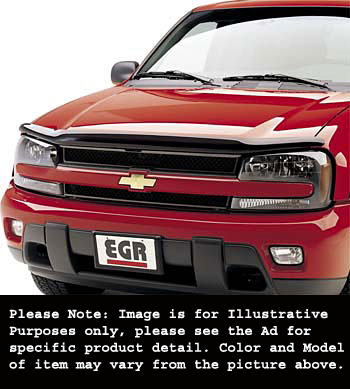 EGR
Please Note: Image is for Illustrative
Purposes only, please see the Ad for
specific product detail. Color and Model
of item may vary from the picture above.